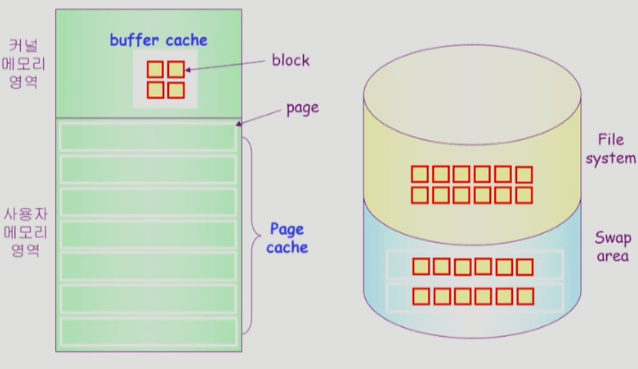 커널
메모리
영역
buffer cache
block
page
사용자
메모리
영역
Page
cache
File
system
Swap
area